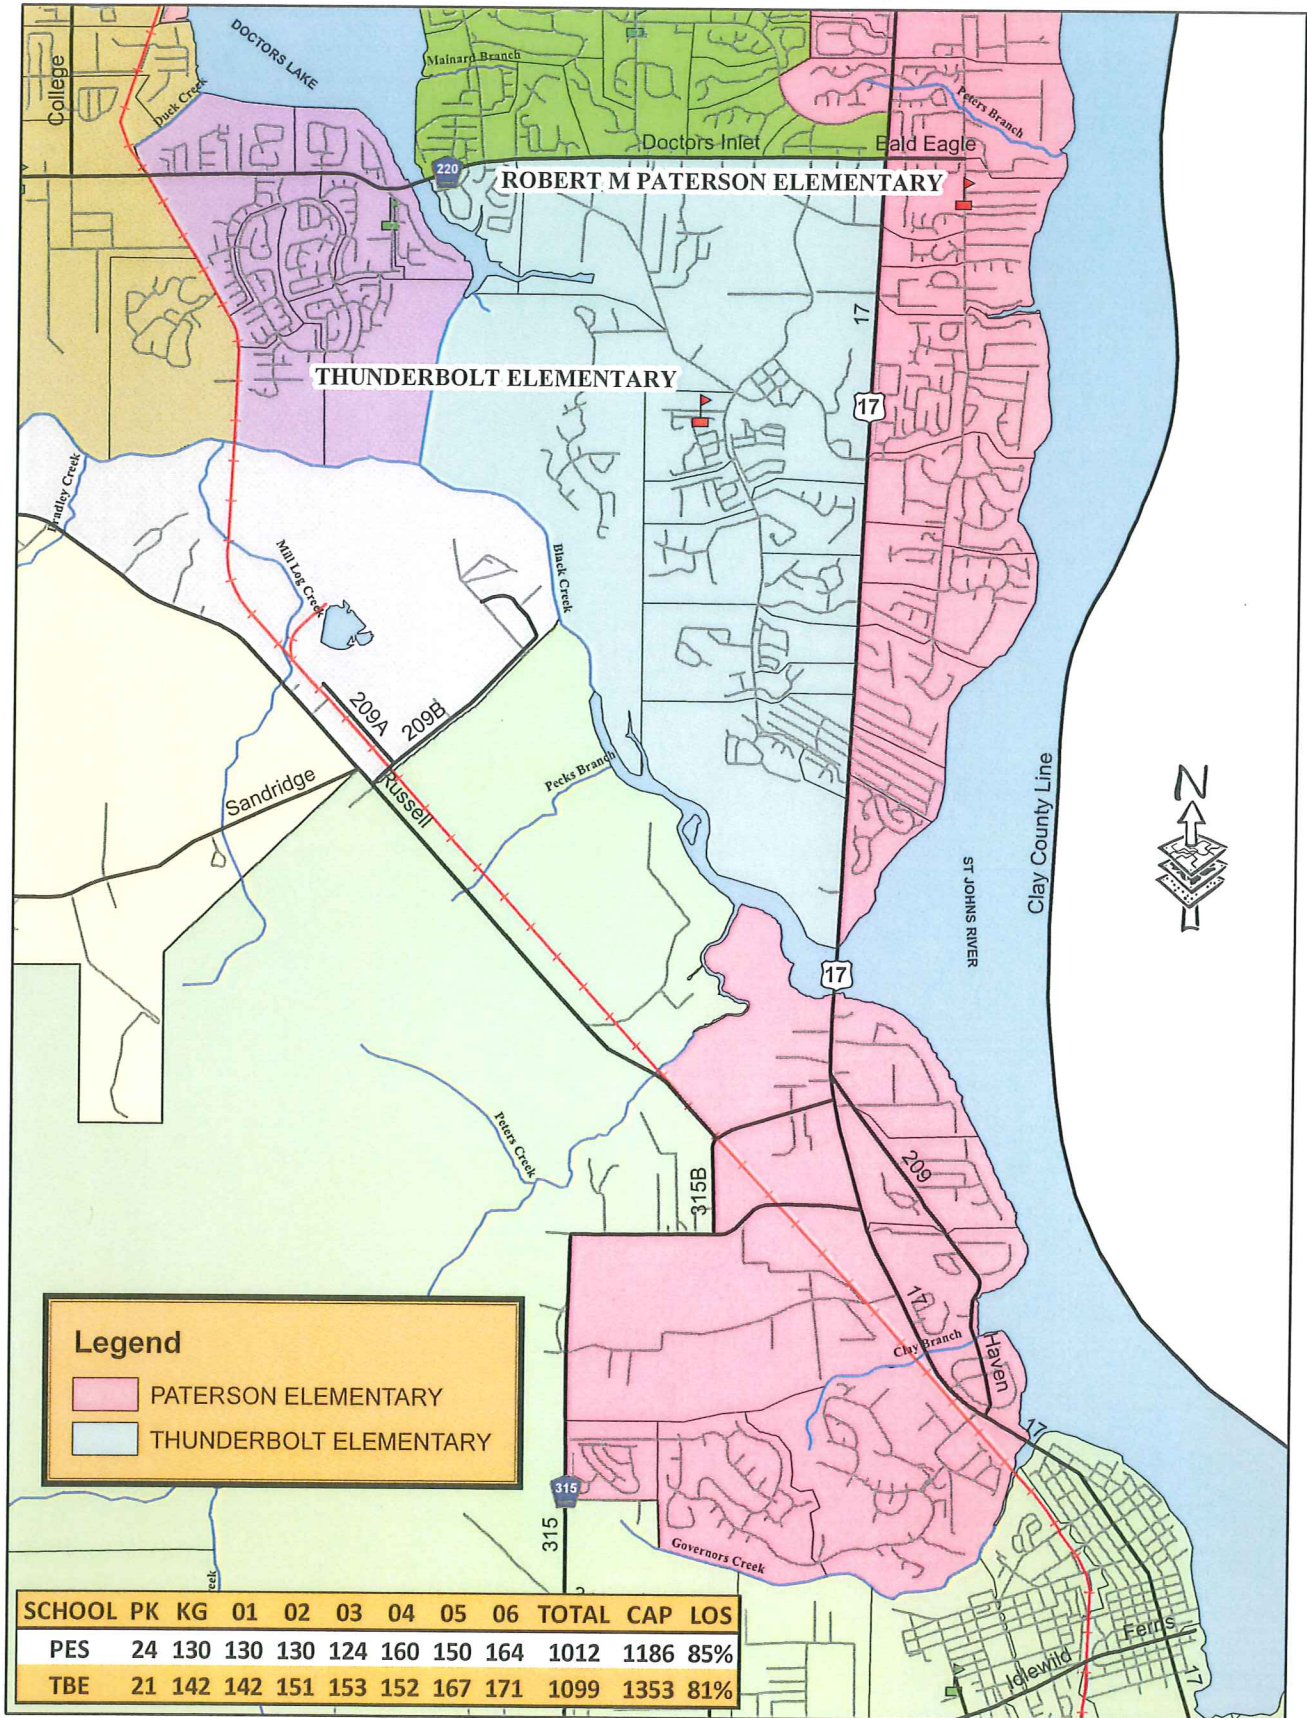 DOCTORS LAKE
College
Duck Creek
Mainard Branch
Peters Branch
Doctors Inlet
Bald Eagle
220
ROBERT M PATERSON ELEMENTARY
17
THUNDERBOLT ELEMENTARY
17
Bradley Creek
Mill Log Creek
Black Creek
209A
209B
Russell
Sandridge
Pecks Branch
Clay County Line
N
ST JOHNS RIVER
17
Peters Creek
315B
209
17
Clay Branch
Haven
17
Legend
PATERSON ELEMENTARY
THUNDERBOLT ELEMENTARY
315
315
Governors Creek
Ferris
Idlewild
17
SCHOOL PK KG 01 02 03 04 05 06 TOTAL CAP LOS
PES 24 130 130 130 124 160 150 164 1012 1186 85%
TBE 21 142 142 151 153 152 167 171 1099 1353 81%